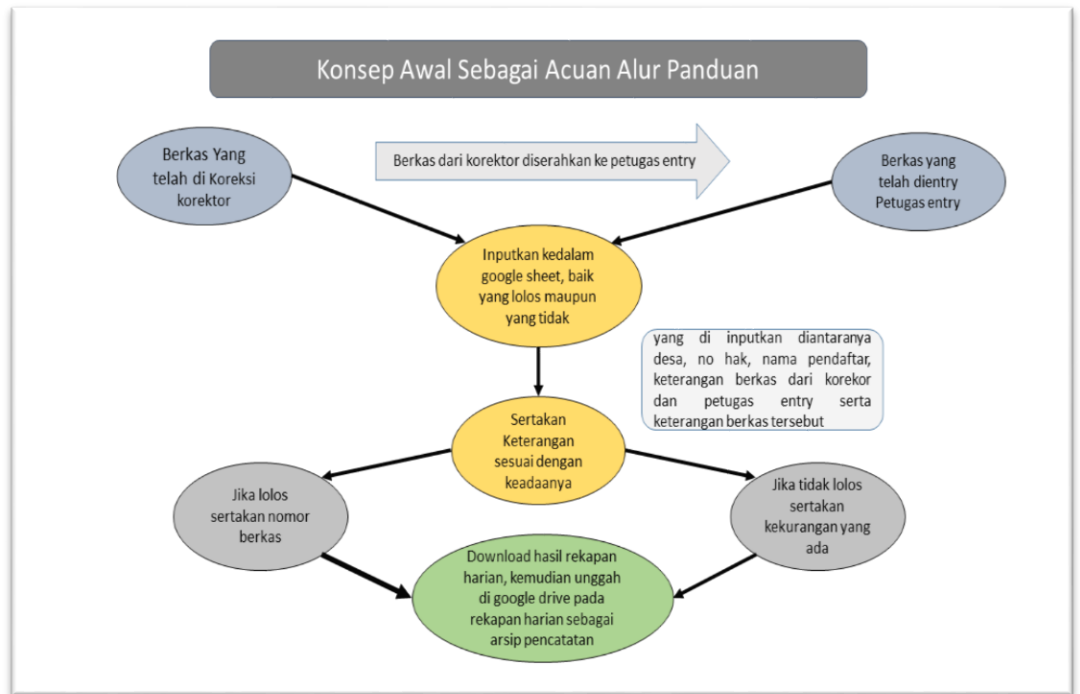 Konsep Awal Sebagai Acuan Alur Panduan
Berkas Yang
telah di Koreksi
korektor
Berkas dari korektor diserahkan ke petugas entry
Berkas yang
telah dientry
Petugas entry
Inputkan kedalam
google sheet, baik
yang lolos maupun
yang tidak
yang di inputkan diantaranya
desa, no hak, nama pendaftar,
keterangan berkas dari korekor
dan petugas entry serta
keterangan berkas tersebut
Sertakan
Keterangan
sesuai dengan
keadaanya
Jika lolos
sertakan nomor
berkas
Jika tidak lolos
sertakan
kekurangan yang
ada
Download hasil rekapan
harian, kemudian unggah
di google drive pada
rekapan harian sebagai
arsip pencatatan